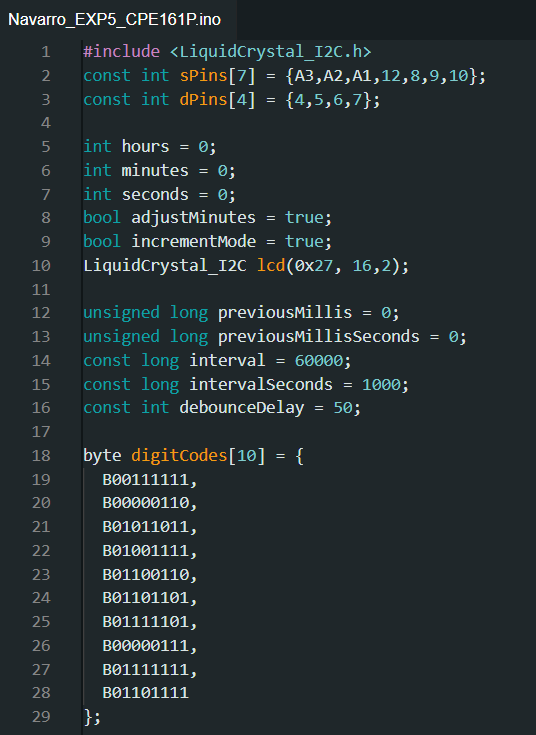 Navarro_EXP5_CPE161P.ino
1 #include <LiquidCrystal_I2C.h>
2 const int sPins[7] = {A3,A2,A1,12,8,9,10};
3 const int dPins[4] = {4,5,6,7};
4
5 int hours = 0;
6 int minutes = 0;
7 int seconds = 0;
8 bool adjustMinutes = true;
9 bool incrementMode = true;
10 LiquidCrystal_I2C lcd(0x27, 16,2);
11
12 unsigned long previousMillis = 0;
13 unsigned long previousMillisSeconds = 0;
14 const long interval = 60000;
15 const long intervalSeconds = 1000;
16 const int debounceDelay = 50;
17
18 byte digitCodes[10] = {
19 B00111111,
20 B00000110,
21 B01011011,
22 B01001111,
23 B01100110,
24 B01101101,
25 B01111101,
26 B00000111,
27 B01111111,
28 B01101111
29 };